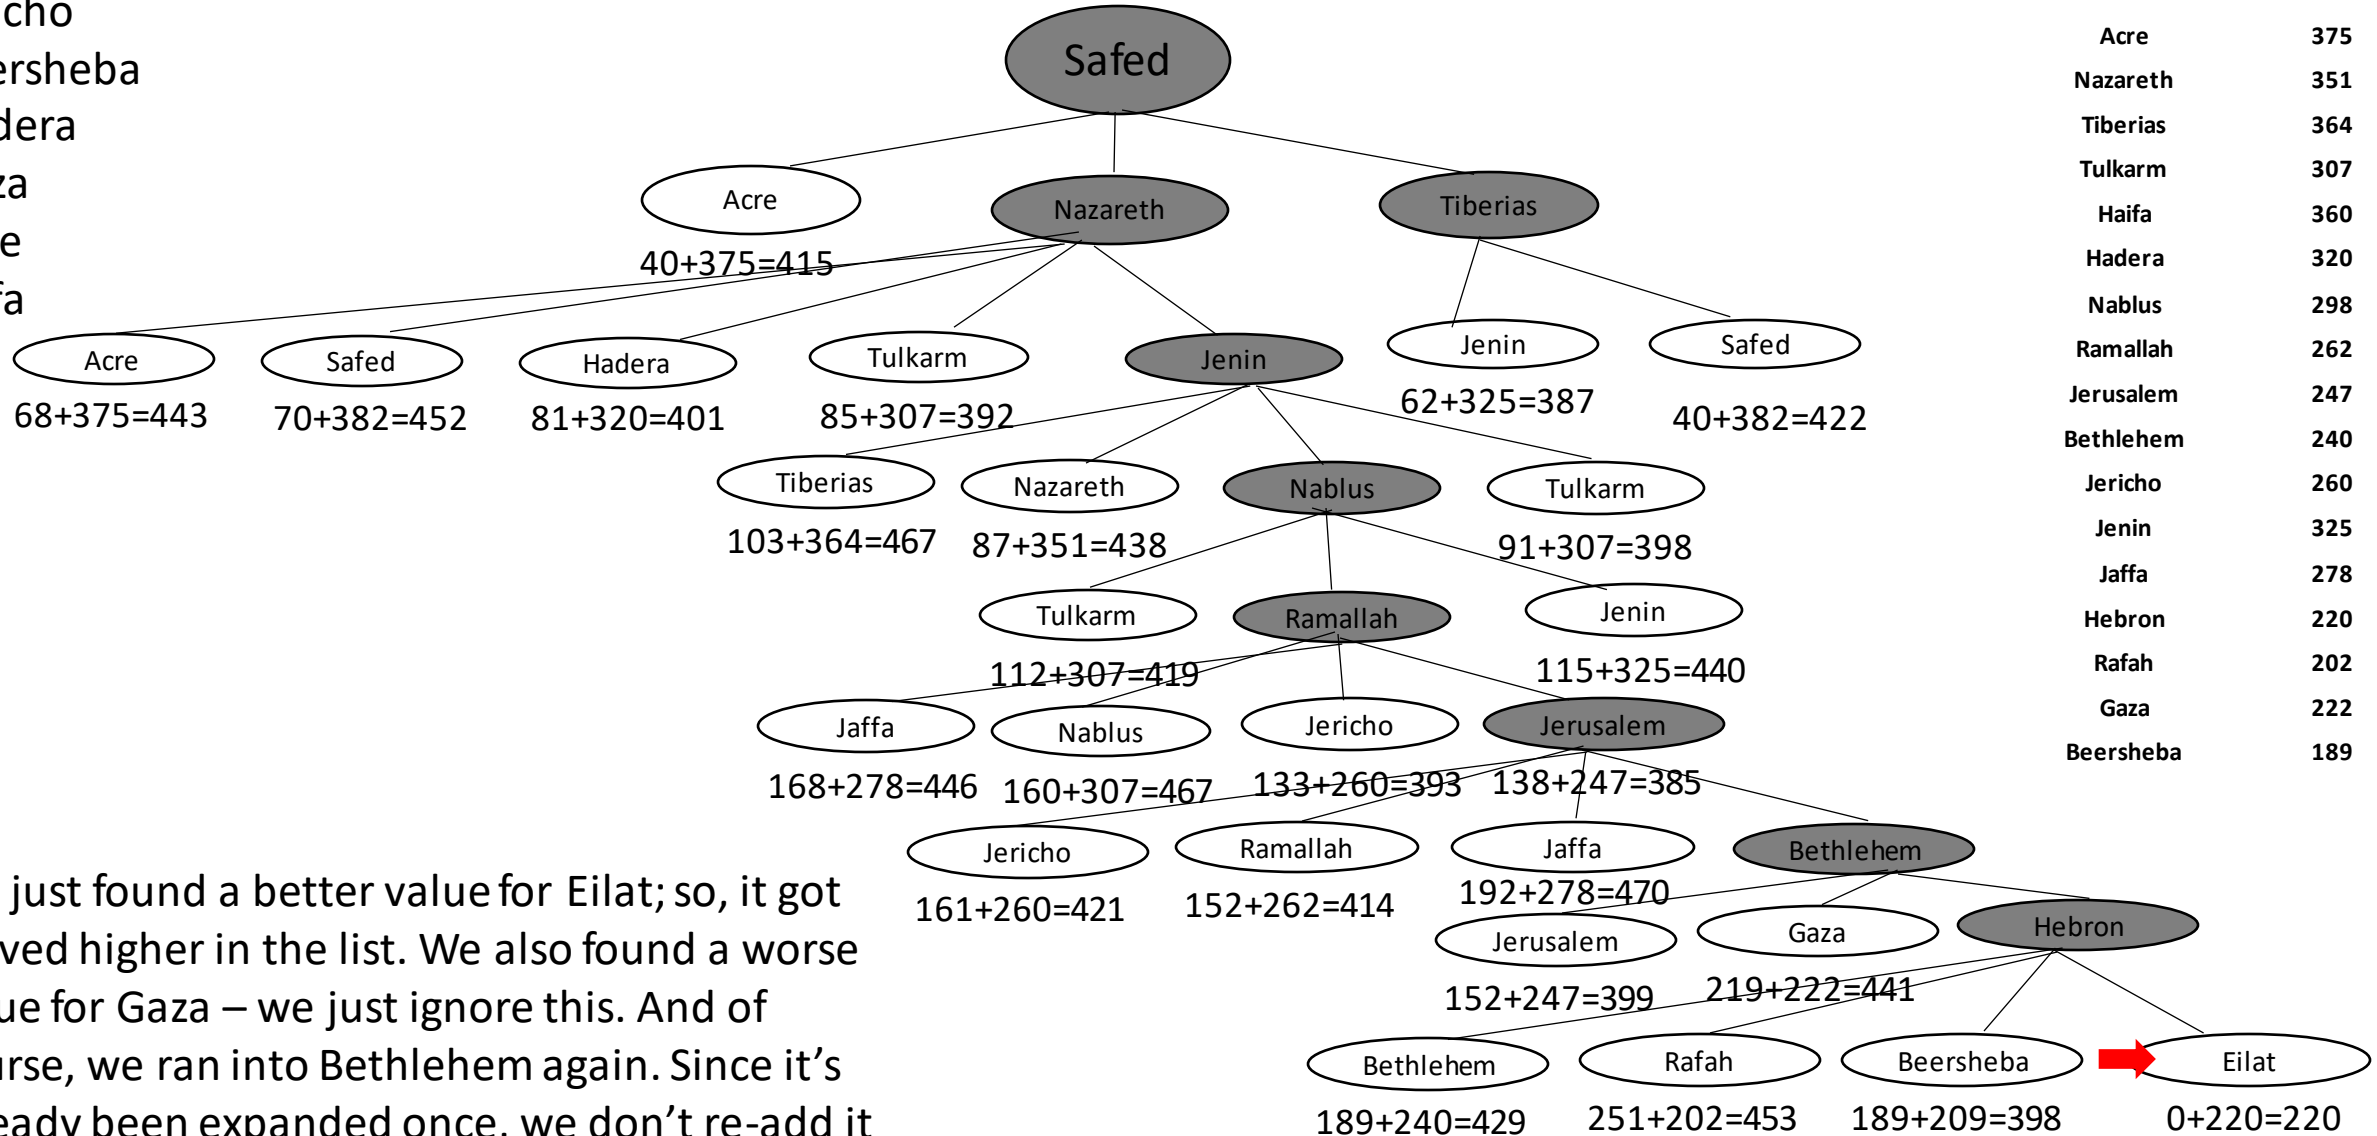 cho
ersheba
dera
za
e
fa
Safed
Acre
40+375=415
Nazareth
Tiberias
Acre
68+375=443
Safed
70+382=452
Hadera
81+320=401
Tulkarm
85+307=392
Jenin
Jenin
62+325=387
Safed
40+382=422
Tiberias
103+364=467
Nazareth
87+351=438
Nablus
Tulkarm
91+307=398
Tulkarm
112+307=419
Ramallah
Jenin
115+325=440
Jaffa
168+278=446
Nablus
160+307=467
Jericho
133+260=393
Jerusalem
138+247=385
Jericho
161+260=421
Ramallah
152+262=414
Jaffa
192+278=470
Bethlehem
Jerusalem
152+247=399
Gaza
219+222=441
Hebron
Bethlehem
189+240=429
Rafah
251+202=453
Beersheba
189+209=398
Eilat
0+220=220
Acre 375
Nazareth 351
Tiberias 364
Tulkarm 307
Haifa 360
Hadera 320
Nablus 298
Ramallah 262
Jerusalem 247
Bethlehem 240
Jericho 260
Jenin 325
Jaffa 278
Hebron 220
Rafah 202
Gaza 222
Beersheba 189
just found a better value for Eilat; so, it got
ved higher in the list. We also found a worse
ue for Gaza – we just ignore this. And of
urse, we ran into Bethlehem again. Since it’s
eady been expanded once, we don’t re-add it